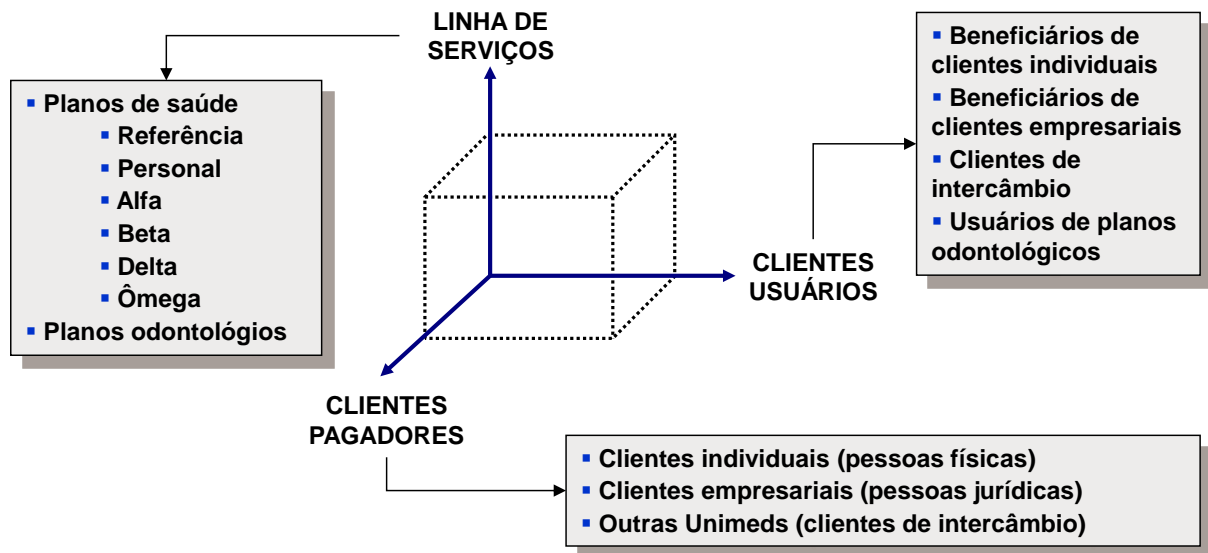 LINHA DE
SERVIÇOS
▪ Planos de saúde
▪ Referência
▪ Personal
▪ Alfa
▪ Beta
▪ Delta
▪ Ômega
▪ Planos odontológios
▪ Beneficiários de
clientes individuais
▪ Beneficiários de
clientes empresariais
▪ Clientes de
intercâmbio
▪ Usuários de planos
odontológicos
CLIENTES
USUÁRIOS
CLIENTES
PAGADORES
▪ Clientes individuais (pessoas físicas)
▪ Clientes empresariais (pessoas jurídicas)
▪ Outras Unimeds (clientes de intercâmbio)